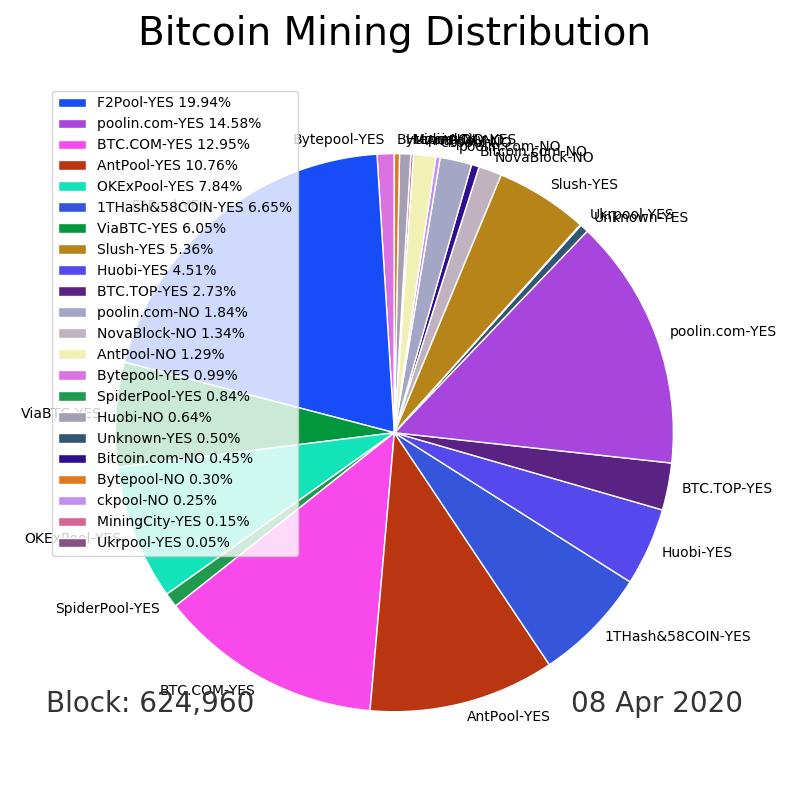 Bitcoin Mining Distribution
F2Pool-YES 19.94%
poolin.com-YES 14.58%
BTC.COM-YES 12.95%
AntPool-YES 10.76%
OKExPool-YES 7.84%
1THash&58COIN-YES 6.65%
ViaBTC-YES 6.05%
Slush-YES 5.36%
Huobi-YES 4.51%
BTC.TOP-YES 2.73%
poolin.com-NO 1.84%
NovaBlock-NO 1.34%
AntPool-NO 1.29%
Bytepool-YES 0.99%
SpiderPool-YES 0.84%
Huobi-NO 0.64%
Unknown-YES 0.50%
Bitcoin.com-NO 0.45%
Bytepool-NO 0.30%
ckpool-NO 0.25%
MiningCity-YES 0.15%
Ukrpool-YES 0.05%
Bytepool-YES
poolin.com-NO
Bitcoin.com-NO
NovaBlock-NO
Slush-YES
Ukrpool-YES
Unknown-YES
poolin.com-YES
BTC.TOP-YES
Huobi-YES
1THash&58COIN-YES
AntPool-YES
BTC.COM-YES
SpiderPool-YES
OKExPool-YES
ViaBTC-YES
Block: 624,960
08 Apr 2020